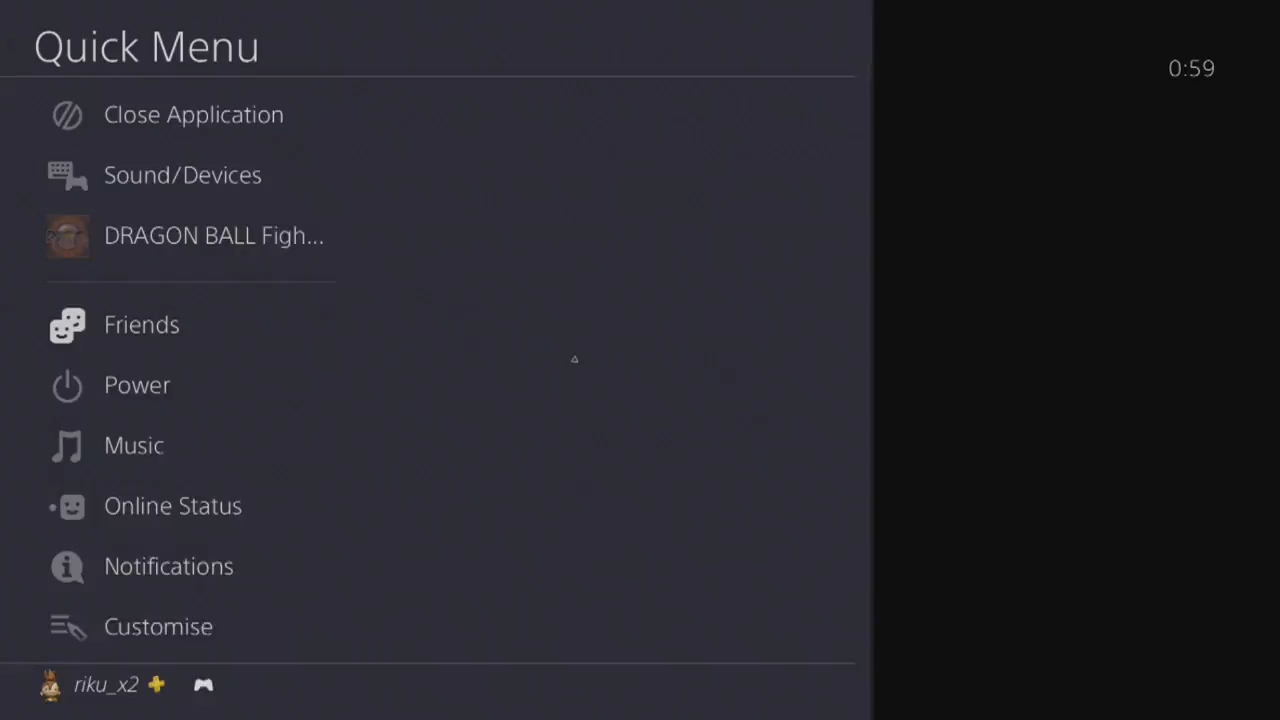 Quick Menu
0:59
Close Application
Sound/Devices
DRAGON BALL Figh...
Friends
Power
Music
Online Status
Notifications
Customise
riku_x2